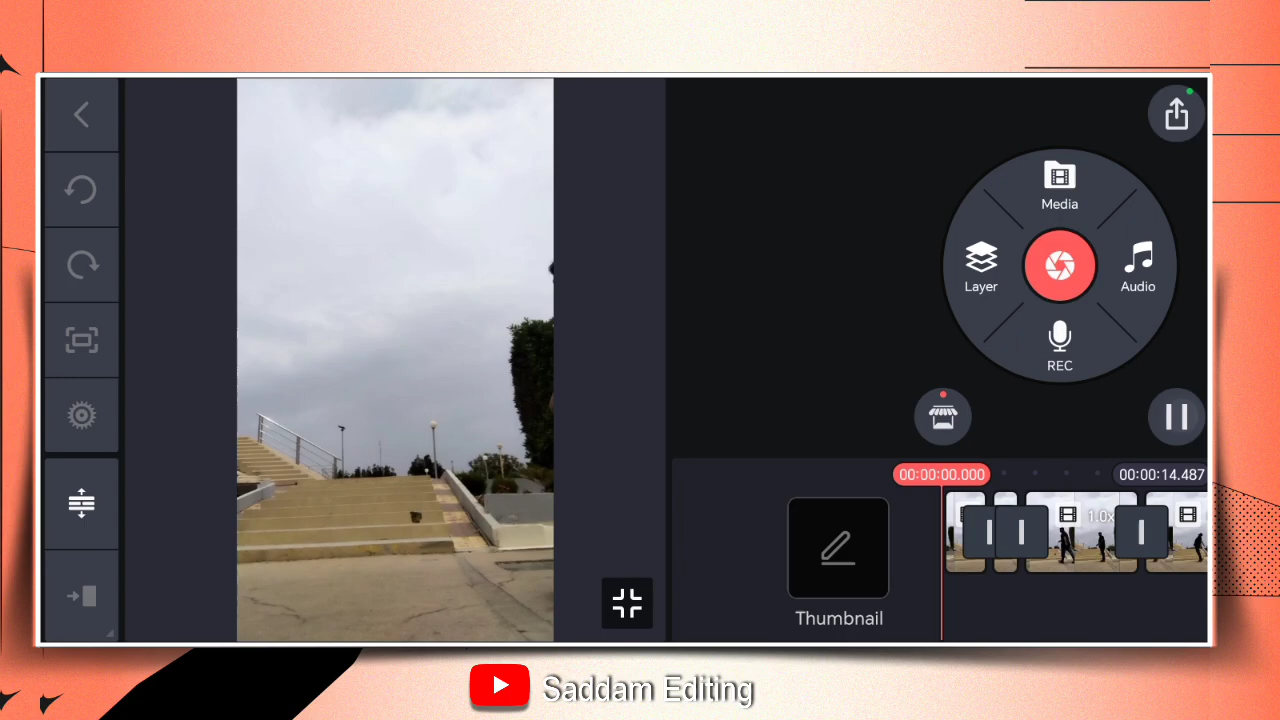 Media
Layer
Audio
REC
00:00:00.000
00:00:14.487
1.0x
Thumbnail
Saddam Editing